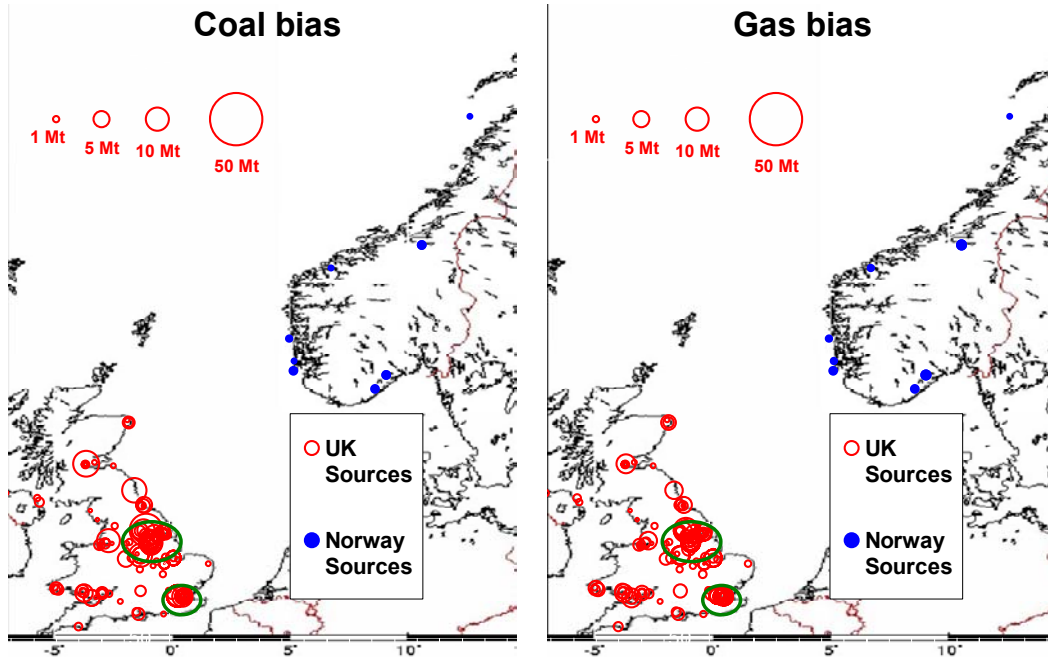 Coal bias
1 Mt
5 Mt
10 Mt
50 Mt
UK
Sources
Norway
Sources
-5°
0°
5°
10°
Gas bias
1 Mt
5 Mt
10 Mt
50 Mt
UK
Sources
Norway
Sources
-5°
0°
5°
10°